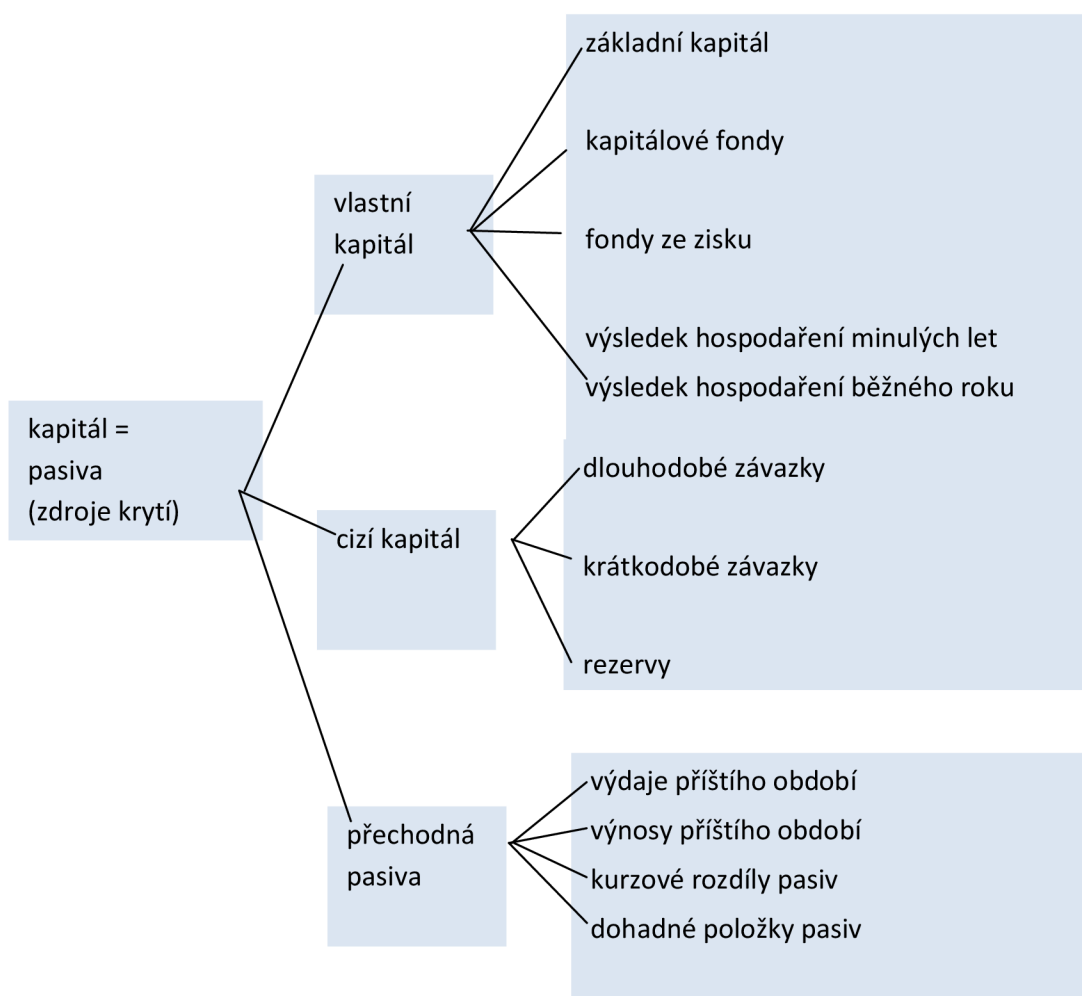 základní kapitál
kapitálové fondy
vlastní
kapitál
fondy ze zisku
výsledek hospodaření minulých let
výsledek hospodaření běžného roku
kapitál =
pasiva
(zdroje krytí)
dlouhodobé závazky
cizí kapitál
krátkodobé závazky
rezervy
výdaje příštího období
výnosy příštího období
přechodná
pasiva
kurzové rozdíly pasiv
dohadné položky pasiv